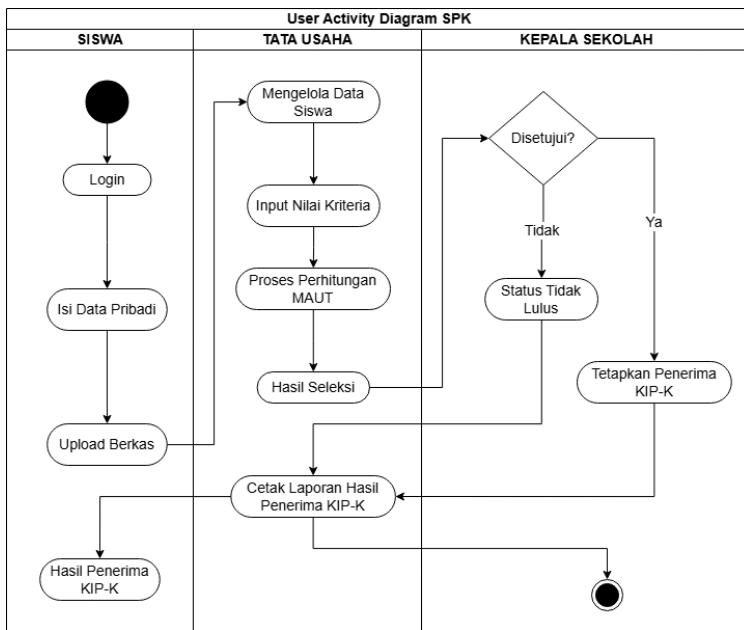 User Activity Diagram SPK
SISWA
TATA USAHA
KEPALA SEKOLAH
Login
Isi Data Pribadi
Upload Berkas
Mengelola Data
Siswa
Input Nilai Kriteria
Proses Perhitungan
MAUT
Hasil Seleksi
Disetujui?
Tidak
Ya
Status Tidak
Lulus
Tetapkan Penerima
KIP-K
Cetak Laporan Hasil
Penerima KIP-K
Hasil Penerima
KIP-K